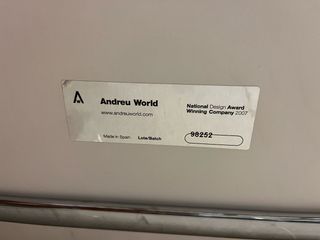 Andreu World
www.andreuworld.com
National Design Award
Winning Company 2007
Made in Spain Lote/Batch
98252